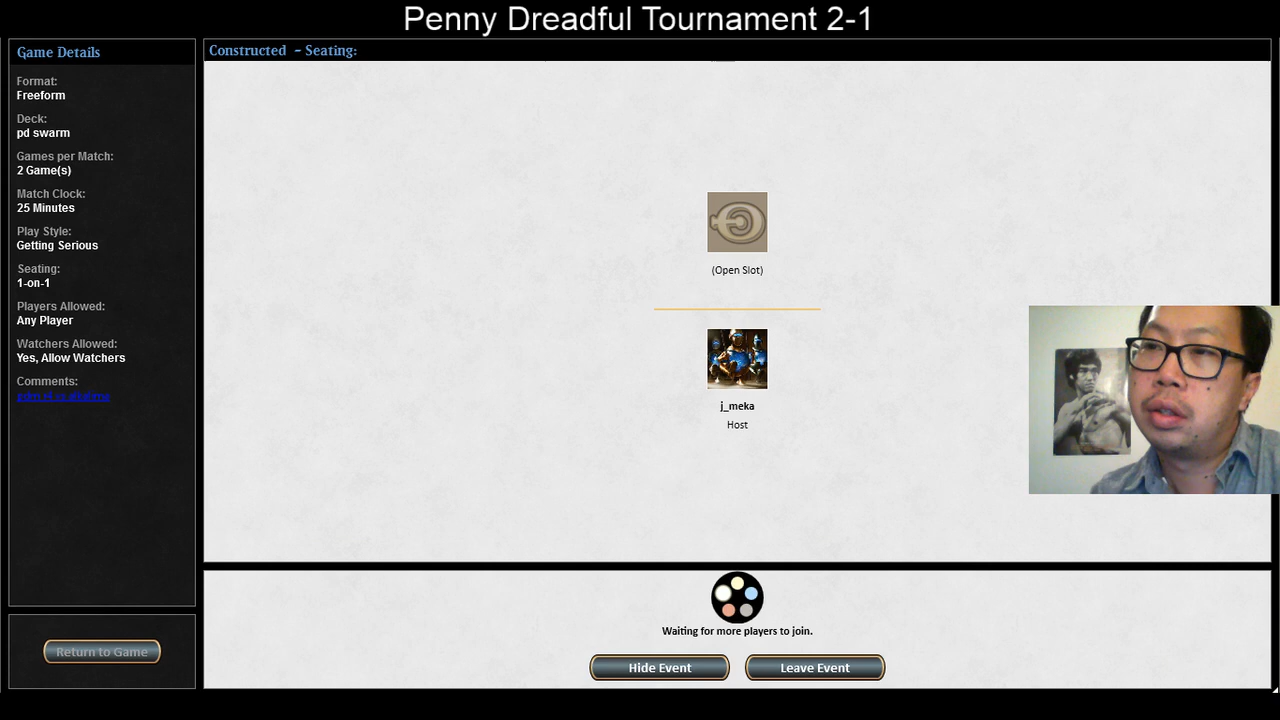 Penny Dreadful Tournament 2-1
Game Details
Format:
Freeform
Deck:
pd swarm
Games per Match:
2 Game(s)
Match Clock:
25 Minutes
Play Style:
Getting Serious
Seating:
1-on-1
Players Allowed:
Any Player
Watchers Allowed:
Yes, Allow Watchers
Comments:
Return to Game
Constructed - Seating:
(Open Slot)
j_meka
Host
Waiting for more players to join.
Hide Event
Leave Event